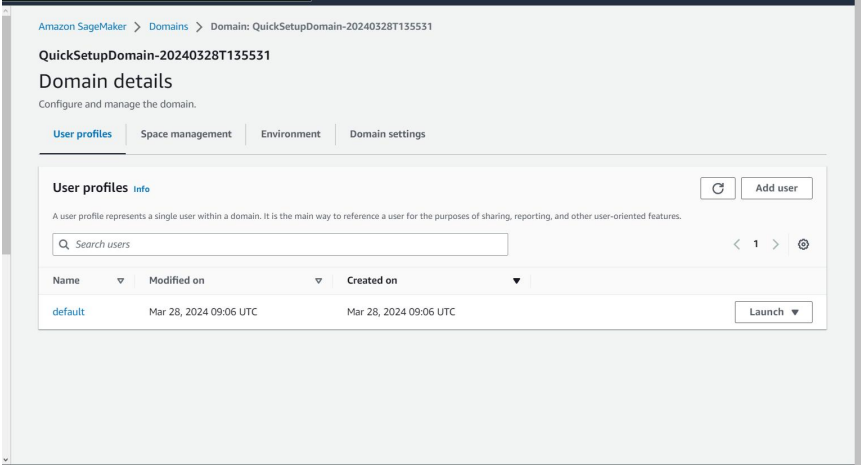 Amazon SageMaker > Domains > Domain: QuickSetupDomain-20240328T135531
QuickSetupDomain-20240328T135531
Domain details
Configure and manage the domain.
User profiles Space management Environment Domain settings
User profiles Info
Add user
A user profile represents a single user within a domain. It is the main way to reference a user for the purposes of sharing, reporting, and other user-oriented features.
Search users
1
Name Modified on Created on
default Mar 28, 2024 09:06 UTC Mar 28, 2024 09:06 UTC Launch